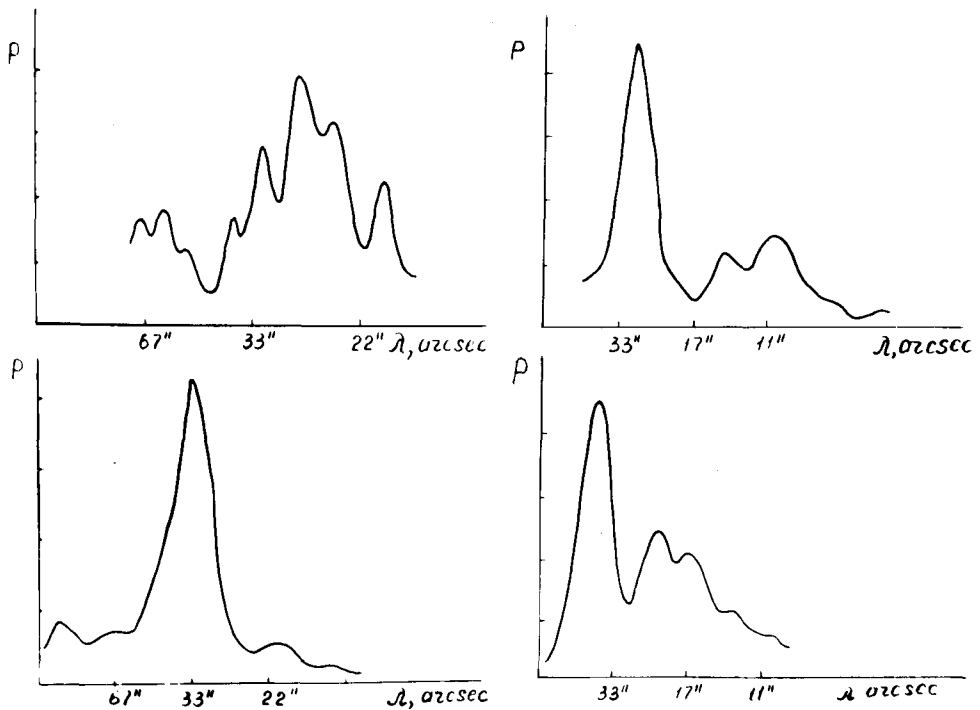 P
67" 33" 22" λ, arcsec
P
33" 17" 11" λ, arcsec
P
67" 33" 22" λ, arcsec
P
33" 17" 11" λ arcsec